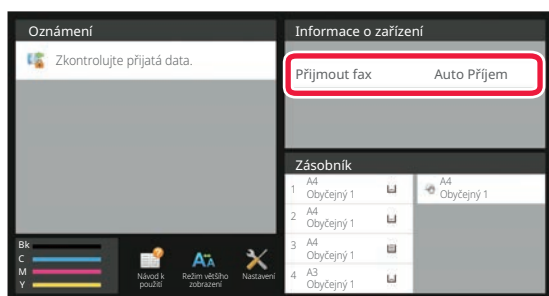 Oznámení
Zkontrolujte přijatá data.
Informace o zařízení
Přijmout fax Auto Příjem
Zásobník
1 A4
Obyčejný 1
2 A4
Obyčejný 1
3 A4
Obyčejný 1
4 A3
Obyčejný 1
A4
Obyčejný 1
Bk
C
M
Y
Návod k
použití
Režim většího
zobrazení
Nastavení